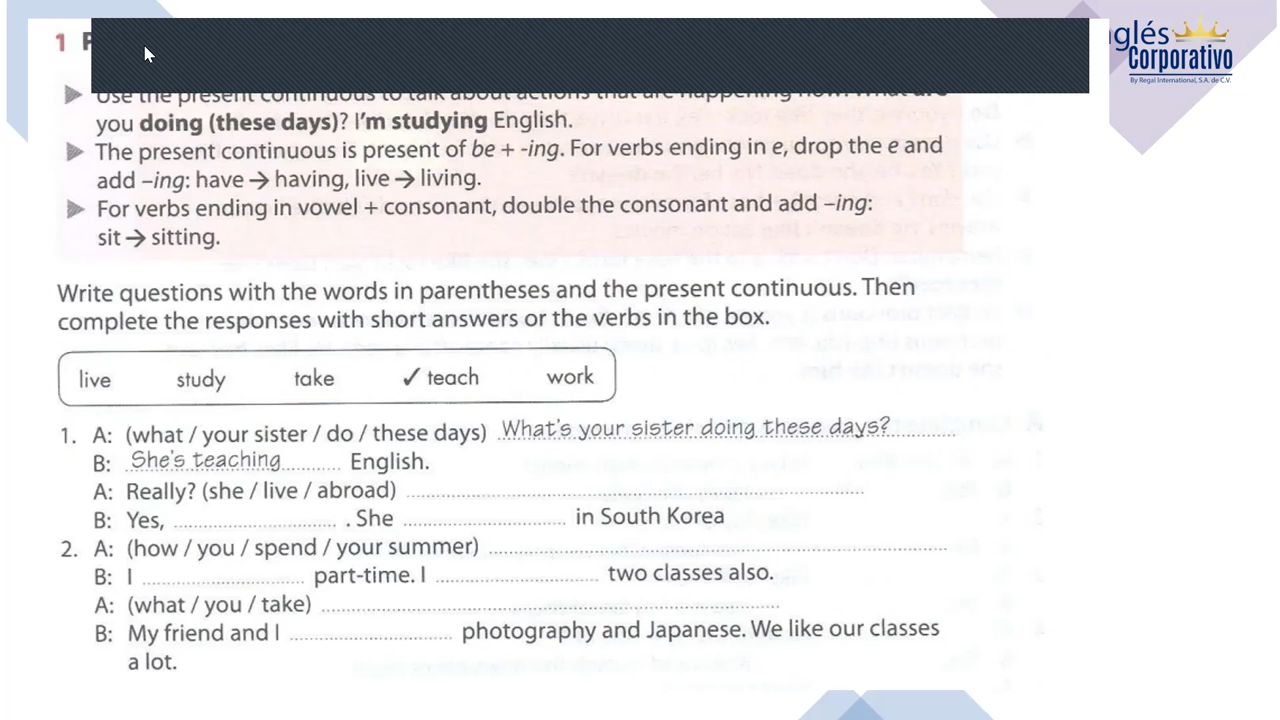 1
glés
Corporativo
By Regal International, S.A. de C.V.
▶ Use the present continuous to talk about actions that are happening now: What are
you doing (these days)? I'm studying English.
▶ The present continuous is present of be + -ing. For verbs ending in e, drop the e and
add –ing: have → having, live → living.
▶ For verbs ending in vowel + consonant, double the consonant and add –ing:
sit → sitting.
Write questions with the words in parentheses and the present continuous. Then
complete the responses with short answers or the verbs in the box.
live study take ✓ teach work
1. A: (what / your sister / do / these days) What's your sister doing these days?
B: She's teaching English.
A: Really? (she / live / abroad)
B: Yes, . She in South Korea
2. A: (how / you / spend / your summer)
B: I part-time. I two classes also.
A: (what / you / take)
B: My friend and I photography and Japanese. We like our classes
a lot.